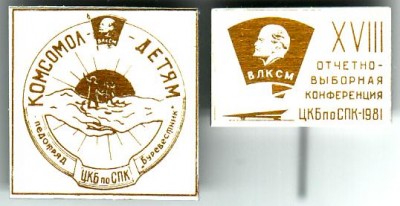 КОМСОМОЛ - ДЕТЯМ
ВЛКСМ
педотряд "Буревестник"
ЦКБ по СПК
ВЛКСМ
XVIII
ОТЧЕТНО-
ВЫБОРНАЯ
КОНФЕРЕНЦИЯ
ЦКБ по СПК-1981